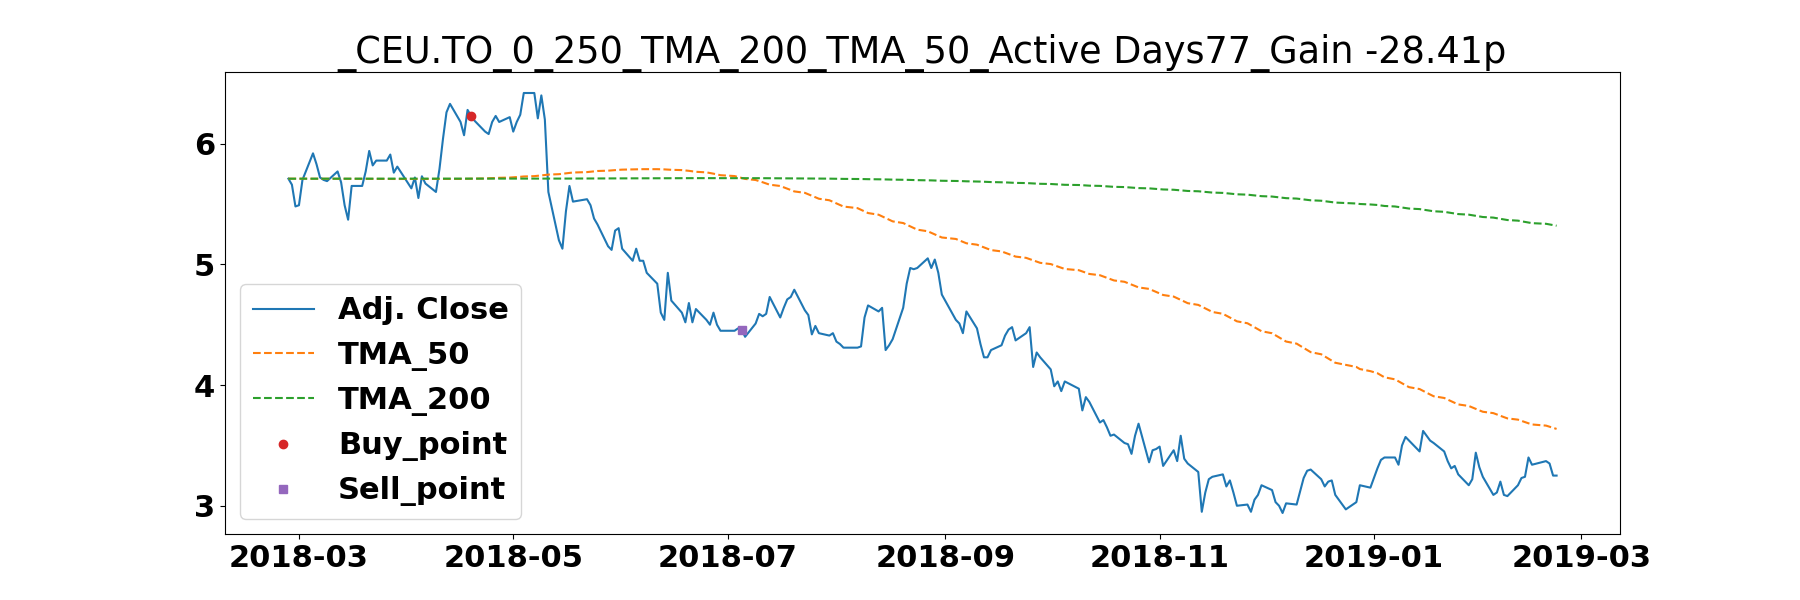 _CEU.TO_0_250_TMA_200_TMA_50_Active Days77_Gain -28.41p
6
5
4
3
Adj. Close
TMA_50
TMA_200
Buy_point
Sell_point
2018-03 2018-05 2018-07 2018-09 2018-11 2019-01 2019-03